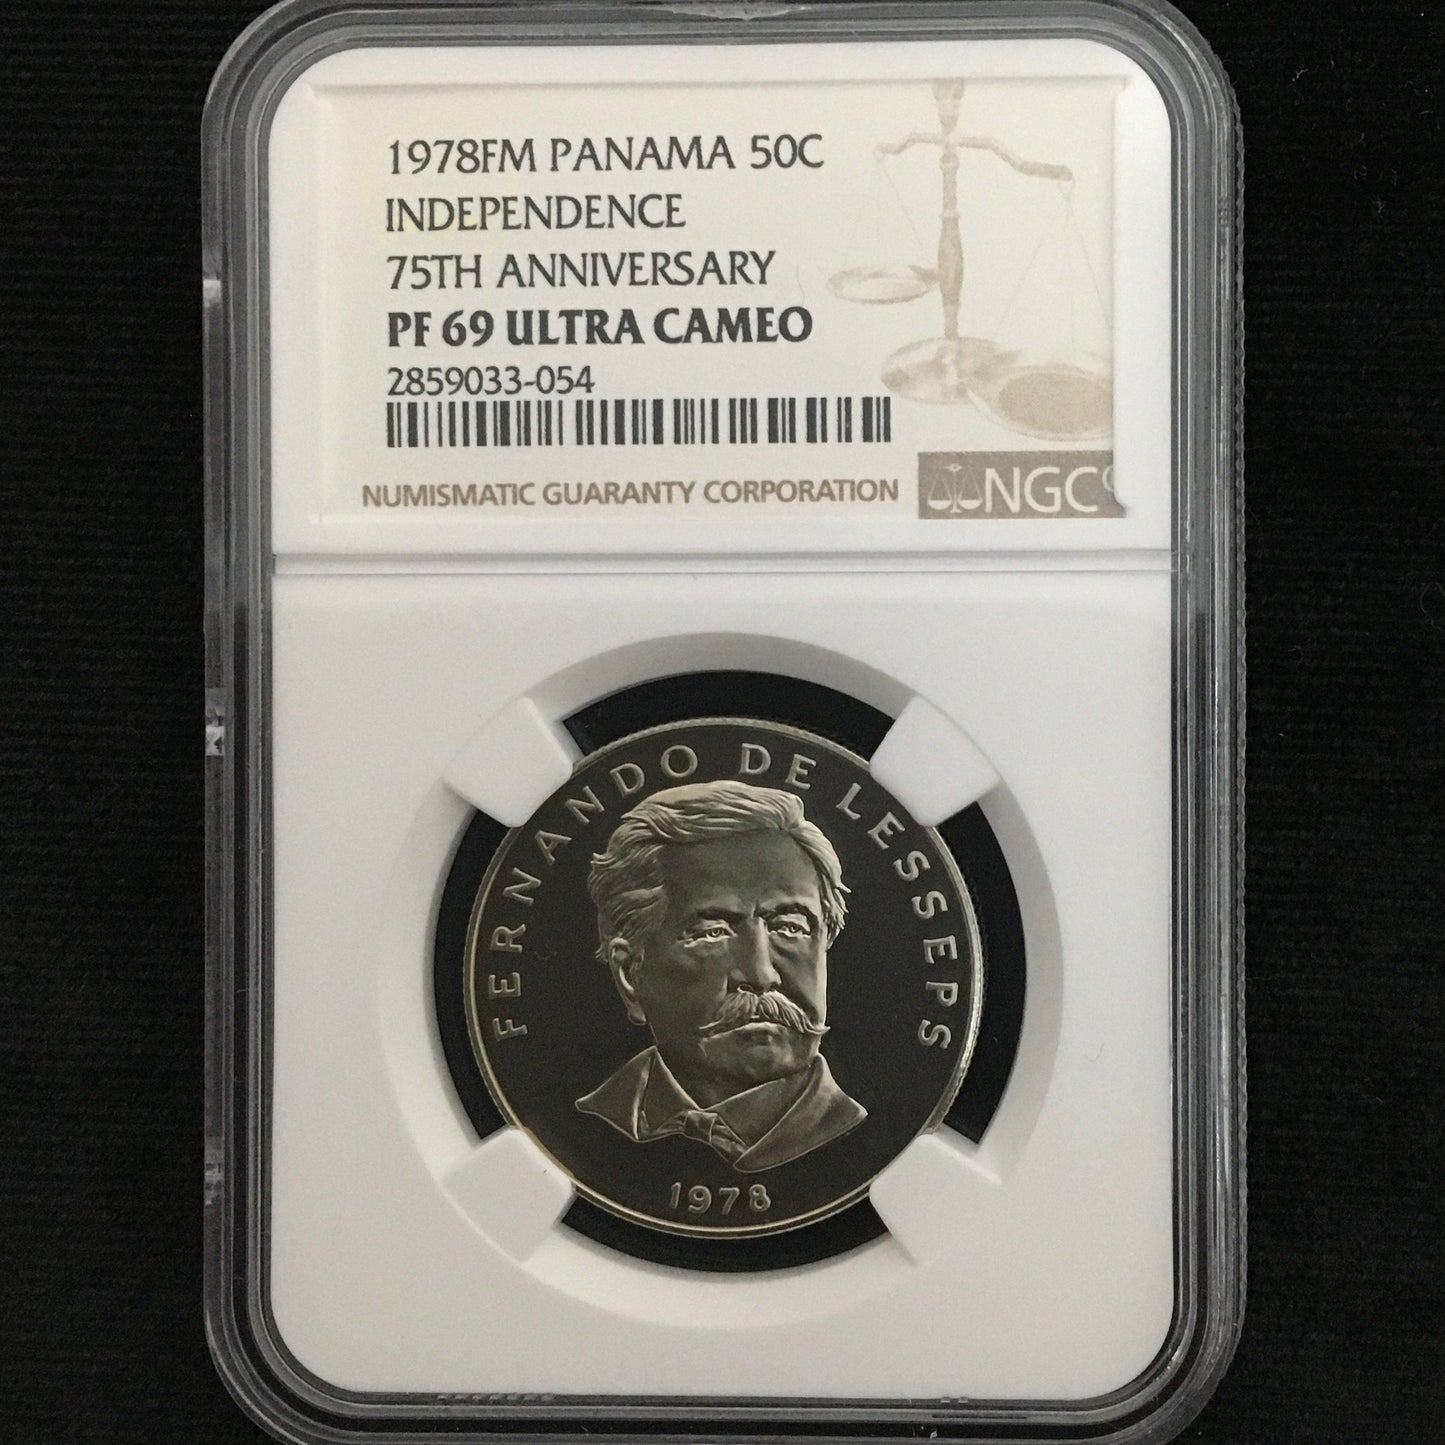 1978FM PANAMA 50C
INDEPENDENCE
75TH ANNIVERSARY
PF 69 ULTRA CAMEO
2859033-054
NUMISMATIC GUARANTY CORPORATION
NGC
FERNANDO DE LESSEPS
1978